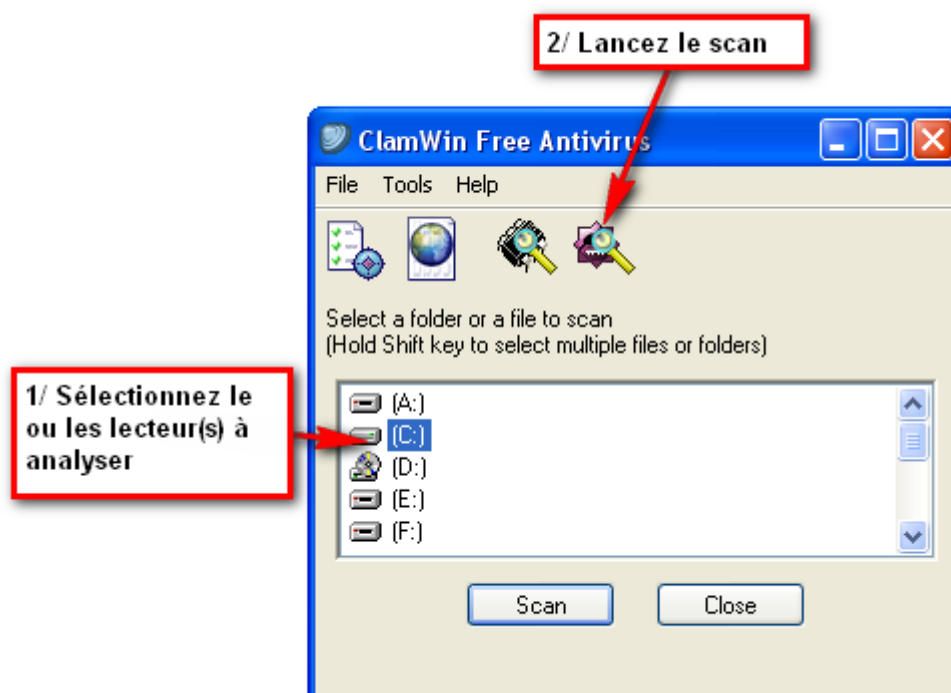 2/ Lancez le scan
ClamWin Free Antivirus
File Tools Help
Select a folder or a file to scan
(Hold Shift key to select multiple files or folders)
1/ Sélectionnez le
ou les lecteur(s) à
analyser
(A:)
(C:)
(D:)
(E:)
(F:)
Scan Close